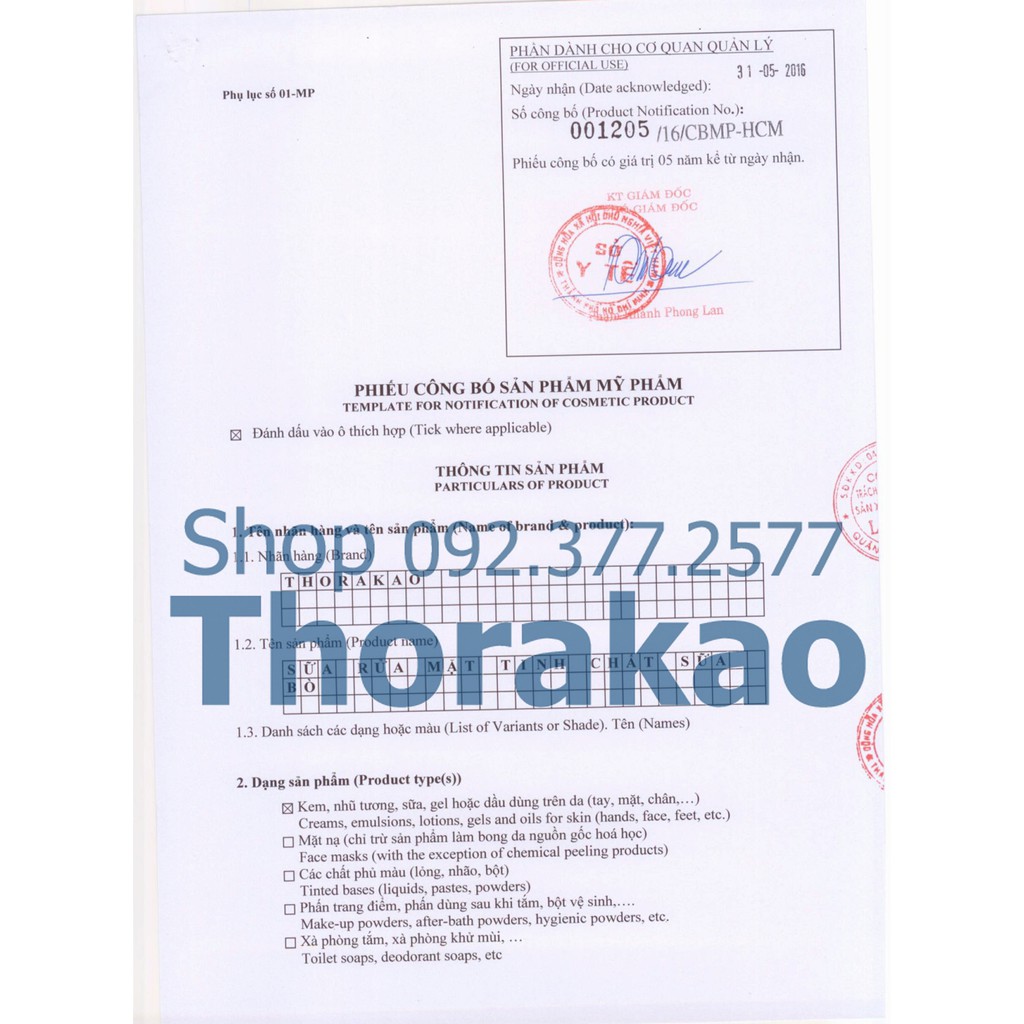 PHẦN DÀNH CHO CƠ QUAN QUẢN LÝ
(FOR OFFICIAL USE)
31 -05- 2016
Phụ lục số 01-MP
Ngày nhận (Date acknowledged):
Số công bố (Product Notification No.):
001205 /16/CBMP-HCM
Phiếu công bố có giá trị 05 năm kể từ ngày nhận.
KT GIÁM ĐỐC
GIÁM ĐỐC
SỞ
Y TẾ
Phong Lan
PHIẾU CÔNG BỐ SẢN PHẨM MỸ PHẨM
TEMPLATE FOR NOTIFICATION OF COSMETIC PRODUCT
Đánh dấu vào ô thích hợp (Tick where applicable)
THÔNG TIN SẢN PHẨM
PARTICULARS OF PRODUCT
Shop 092.377.2577
1. Tên nhãn hàng và tên sản phẩm (Name of brand & product):
1.1. Nhãn hàng (Brand)
THORAKAO
Thorakao
1.2. Tên sản phẩm (Product name)
SỮA RỬA MẶT TINH CHẤT SỮA
BÒ
1.3. Danh sách các dạng hoặc màu (List of Variants or Shade). Tên (Names)
2. Dạng sản phẩm (Product type(s))
Kem, nhũ tương, sữa, gel hoặc dầu dùng trên da (tay, mặt, chân,…)
Creams, emulsions, lotions, gels and oils for skin (hands, face, feet, etc.)
Mặt nạ (chỉ trừ sản phẩm làm bong da nguồn gốc hoá học)
Face masks (with the exception of chemical peeling products)
Các chất phủ màu (lỏng, nhão, bột)
Tinted bases (liquids, pastes, powders)
Phấn trang điểm, phấn dùng sau khi tắm, bột vệ sinh,….
Make-up powders, after-bath powders, hygienic powders, etc.
Xà phòng tắm, xà phòng khử mùi, …
Toilet soaps, deodorant soaps, etc